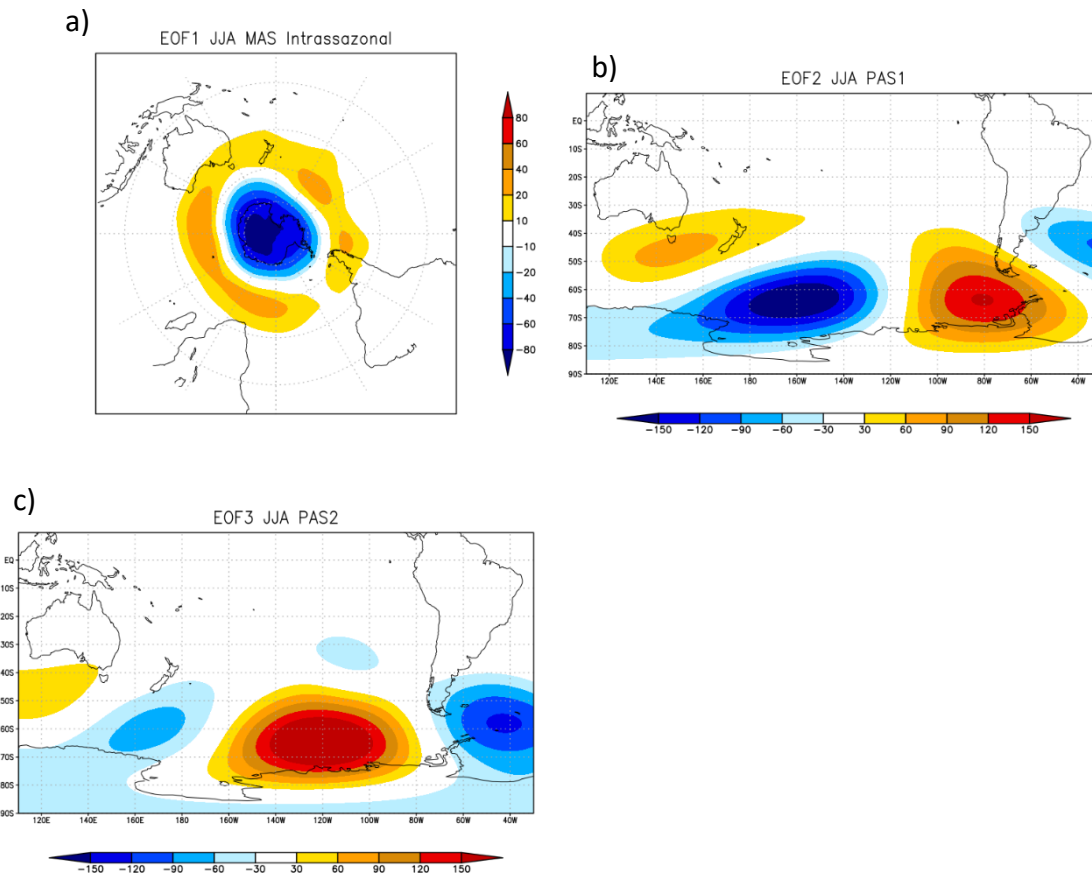 a)
EOF1 JJA MAS Intrassazonal
80
60
40
20
10
-10
-20
-40
-60
-80
b)
EOF2 JJA PAS1
EQ
10S
20S
30S
40S
50S
60S
70S
80S
90S
120E 140E 160E 180 160W 140W 120W 100W 80W 60W 40W
-150 -120 -90 -60 -30 30 60 90 120 150
c)
EOF3 JJA PAS2
EQ
10S
20S
30S
40S
50S
60S
70S
80S
90S
120E 140E 160E 180 160W 140W 120W 100W 80W 60W 40W
-150 -120 -90 -60 -30 30 60 90 120 150